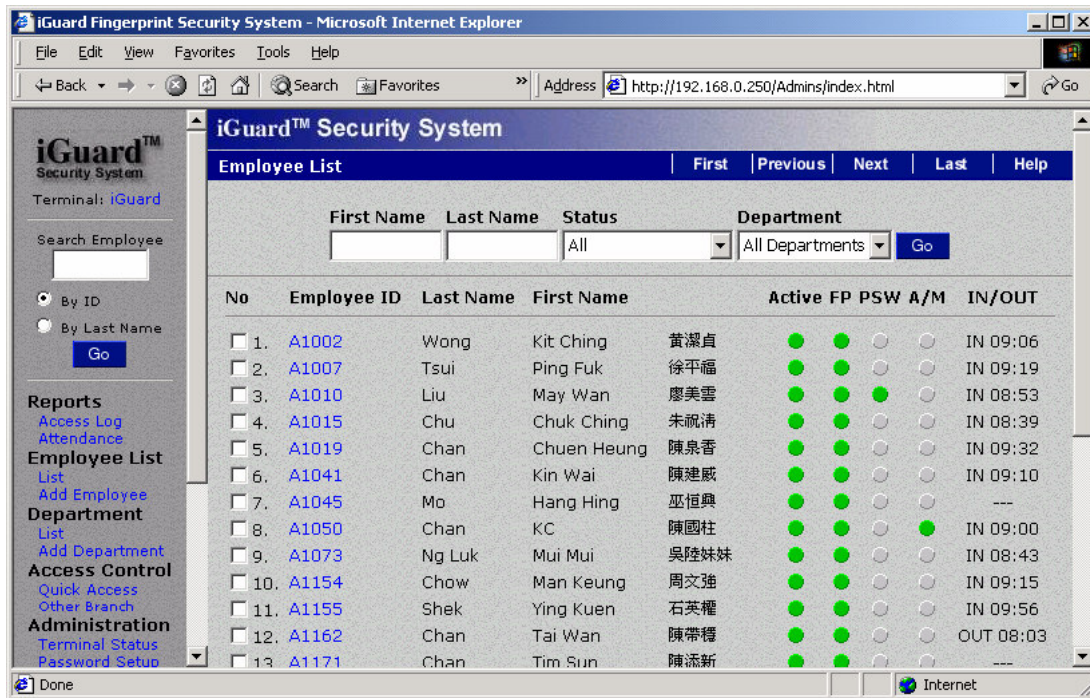 iGuard Fingerprint Security System - Microsoft Internet Explorer
File Edit View Favorites Tools Help
Back Search Favorites » Address http://192.168.0.250/Admins/index.html Go
iGuard™
Security System
Terminal: iGuard
Search Employee
By ID
By Last Name
Go
Reports
Access Log
Attendance
Employee List
List
Add Employee
Department
List
Add Department
Access Control
Quick Access
Other Branch
Administration
Terminal Status
Password Setup
iGuard™ Security System
Employee List | First | Previous | Next | Last | Help
First Name Last Name Status Department
All All Departments Go
No Employee ID Last Name First Name Active FP PSW A/M IN/OUT
1. A1002 Wong Kit Ching 黃潔貞 IN 09:06
2. A1007 Tsui Ping Fuk 徐平福 IN 09:19
3. A1010 Liu May Wan 廖美雲 IN 08:53
4. A1015 Chu Chuk Ching 朱祝清 IN 08:39
5. A1019 Chan Chuen Heung 陳泉香 IN 09:32
6. A1041 Chan Kin Wai 陳建威 IN 09:10
7. A1045 Mo Hang Hing 巫恒興 ---
8. A1050 Chan KC 陳國柱 IN 09:00
9. A1073 Ng Luk Mui Mui 吳陸妹妹 IN 08:43
10. A1154 Chow Man Keung 周文強 IN 09:15
11. A1155 Shek Ying Kuen 石英權 IN 09:56
12. A1162 Chan Tai Wan OUT 08:03
13. A1171 Chan Tim Sun 陳添新 ---
Done Internet